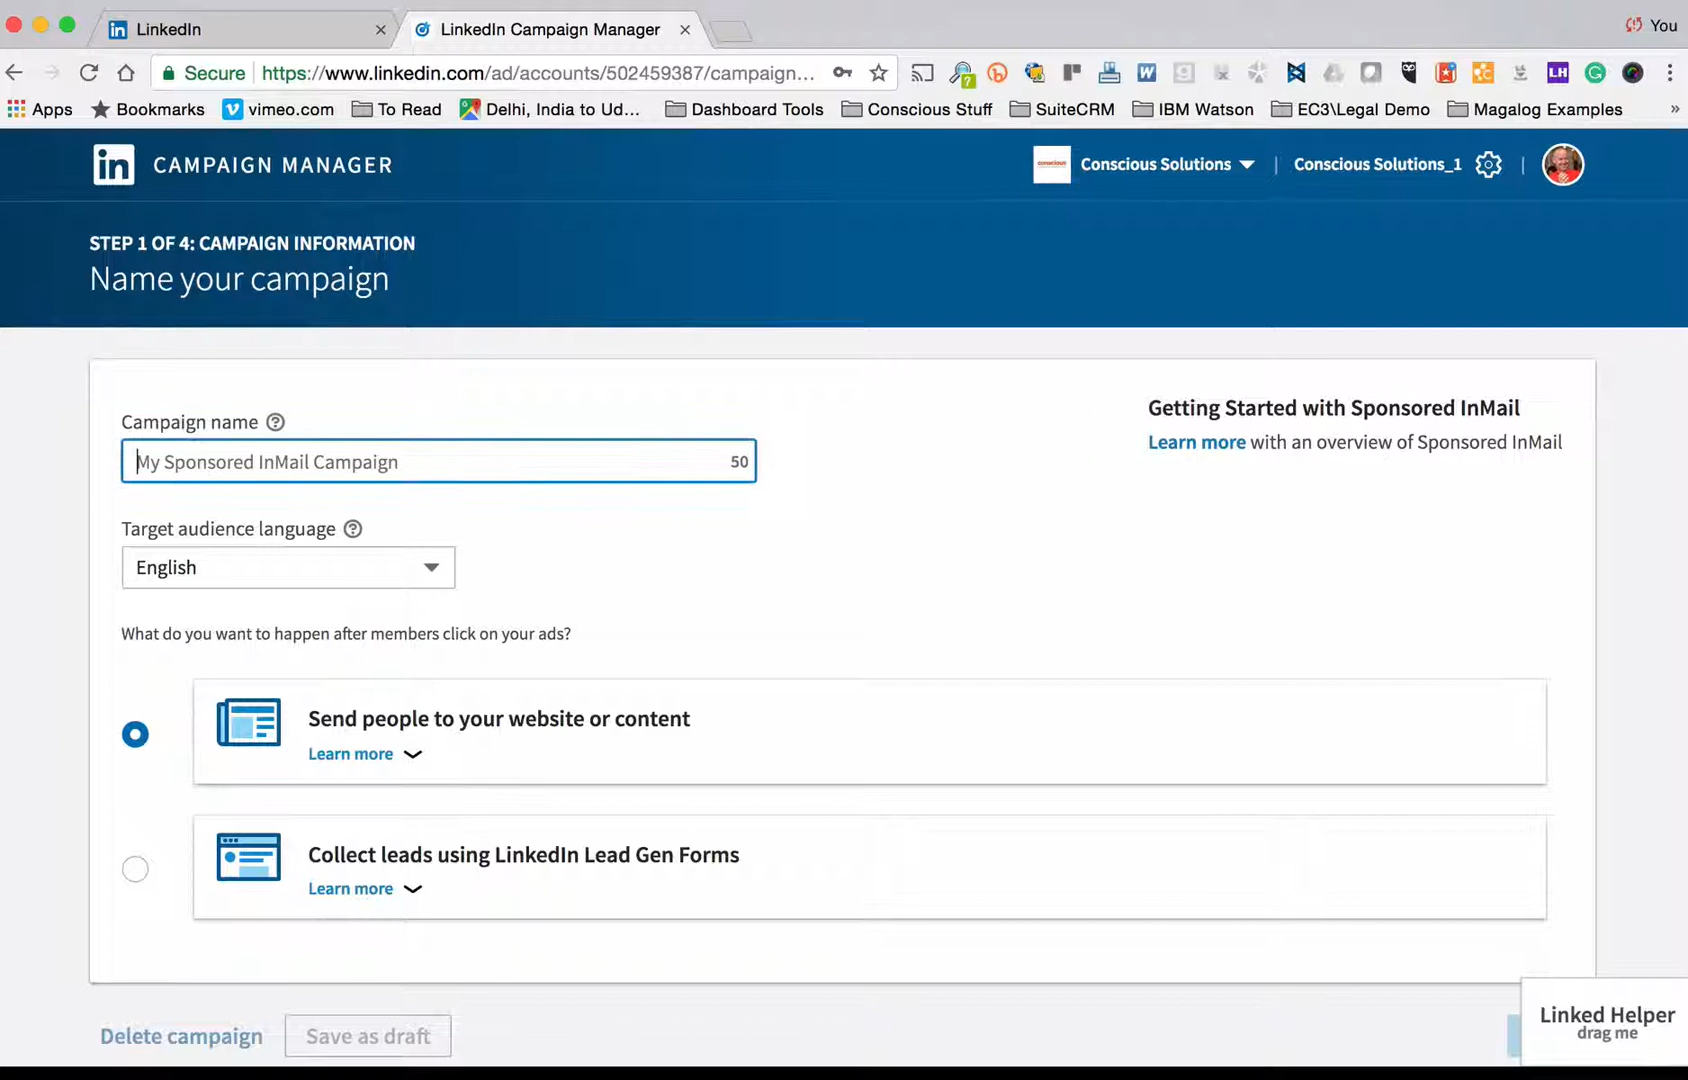 LinkedIn
LinkedIn Campaign Manager
You
Secure https://www.linkedin.com/ad/accounts/502459387/campaign...
Apps Bookmarks vimeo.com To Read Delhi, India to Ud... Dashboard Tools Conscious Stuff SuiteCRM IBM Watson EC3\Legal Demo Magalog Examples »
in CAMPAIGN MANAGER
Conscious Solutions | Conscious Solutions_1 |
STEP 1 OF 4: CAMPAIGN INFORMATION
Name your campaign
Campaign name ?
My Sponsored InMail Campaign 50
Getting Started with Sponsored InMail
Learn more with an overview of Sponsored InMail
Target audience language ?
English
What do you want to happen after members click on your ads?
Send people to your website or content
Learn more
Collect leads using LinkedIn Lead Gen Forms
Learn more
Delete campaign
Save as draft
Linked Helper
drag me